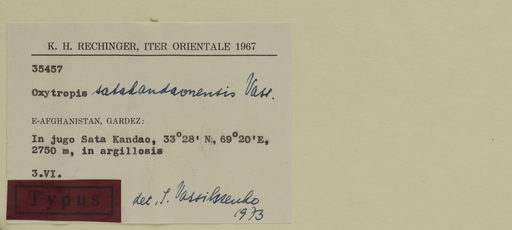 K. H. RECHINGER, ITER ORIENTALE 1967
35457
Oxytropis satakandaonensis Vass.
E-AFGHANISTAN, GARDEZ:
In jugo Sata Kandao, 33°28' N, 69°20'E,
2750 m, in argillosis
3.VI.
Typus
det. I. Vassilczenko
1973